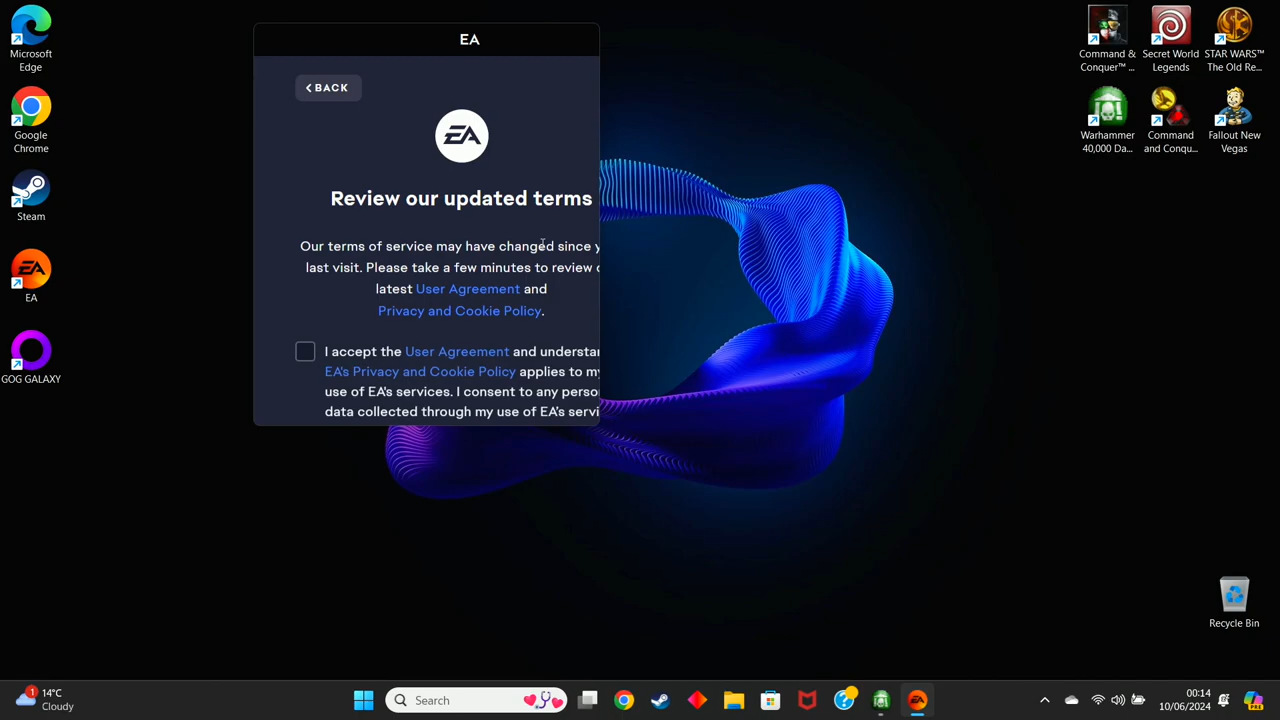 EA
BACK
EA
Review our updated terms
Our terms of service may have changed since y
last visit. Please take a few minutes to review
latest User Agreement and
Privacy and Cookie Policy.
I accept the User Agreement and understan
EA's Privacy and Cookie Policy applies to my
use of EA's services. I consent to any perso
data collected through my use of EA's servi
Microsoft
Edge
Google
Chrome
Steam
EA
EA
GOG GALAXY
Command &
Conquer™ ...
Secret World
Legends
STAR WARS™
The Old Re...
Warhammer
40,000 Da...
Command
and Conqu...
Fallout New
Vegas
Recycle Bin
1
14°C
Cloudy
Search
00:14
10/06/2024
PRE